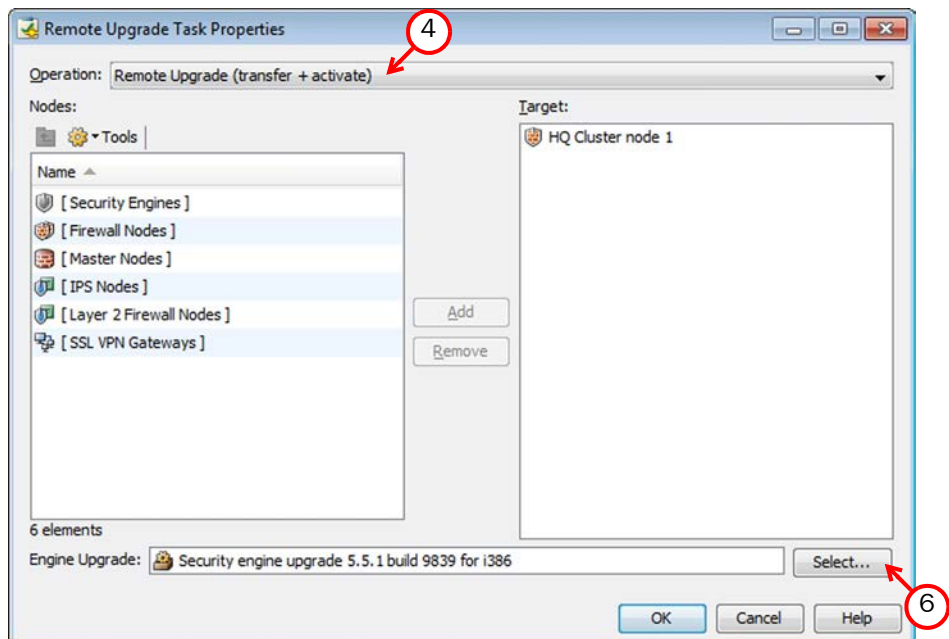 Remote Upgrade Task Properties
4
Operation: Remote Upgrade (transfer + activate)
Nodes:
Target:
Tools
HQ Cluster node 1
Name
[ Security Engines ]
[ Firewall Nodes ]
[ Master Nodes ]
[ IPS Nodes ]
[ Layer 2 Firewall Nodes ]
[ SSL VPN Gateways ]
Add
Remove
6 elements
Engine Upgrade: Security engine upgrade 5.5.1 build 9839 for i386
Select...
6
OK Cancel Help